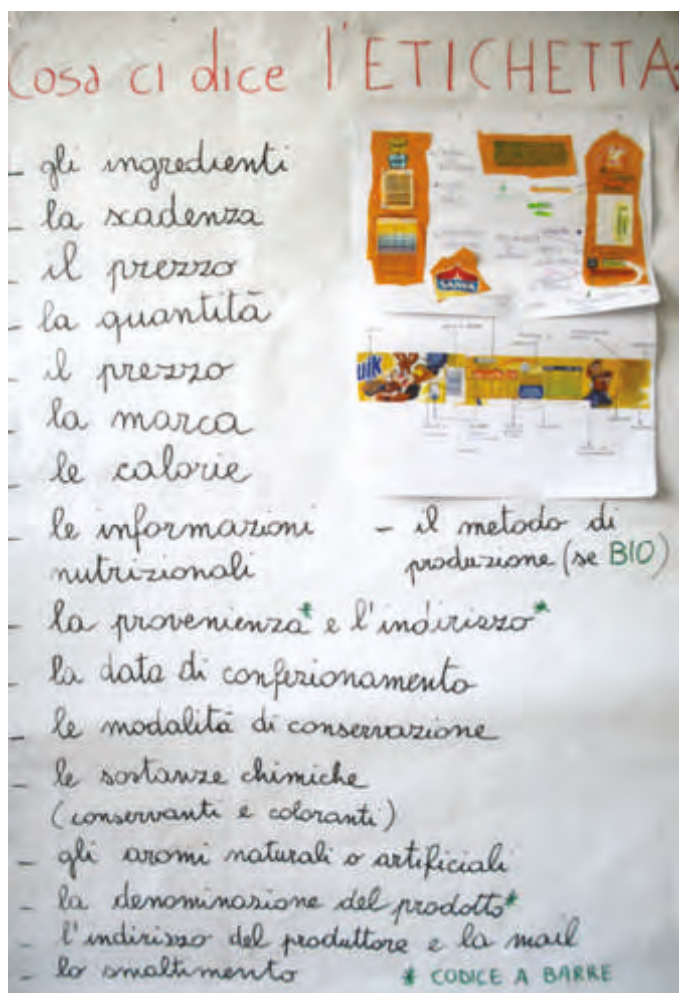 Cosa ci dice l'ETICHETTA
- gli ingredienti
- la scadenza
- il prezzo
- la quantità
- il prezzo
- la marca
- le calorie
- le informazioni
nutrizionali
- il metodo di
produzione (se BIO)
- la provenienza* e l'indirizzo*
- la data di confezionamento
- le modalità di conservazione
- le sostanze chimiche
(conservanti e coloranti)
- gli aromi naturali o artificiali
- la denominazione del prodotto*
- l'indirizzo del produttore e la mail
- lo smaltimento
* CODICE A BARRE